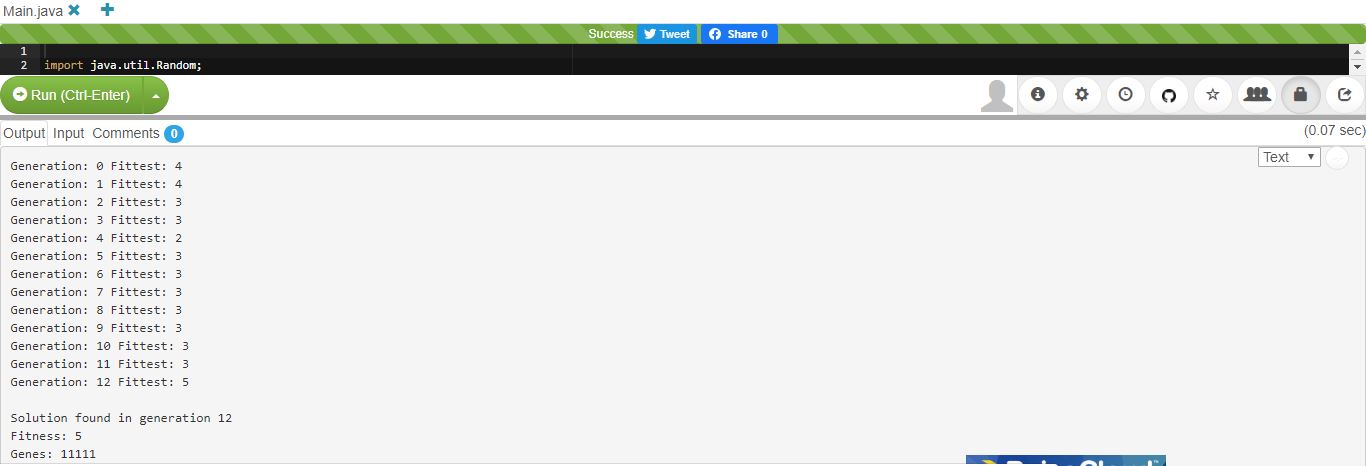 Main.java
Success Tweet Share 0
1
2 import java.util.Random;
Run (Ctrl-Enter)
Output Input Comments 0
(0.07 sec)
Text
Generation: 0 Fittest: 4
Generation: 1 Fittest: 4
Generation: 2 Fittest: 3
Generation: 3 Fittest: 3
Generation: 4 Fittest: 2
Generation: 5 Fittest: 3
Generation: 6 Fittest: 3
Generation: 7 Fittest: 3
Generation: 8 Fittest: 3
Generation: 9 Fittest: 3
Generation: 10 Fittest: 3
Generation: 11 Fittest: 3
Generation: 12 Fittest: 5
Solution found in generation 12
Fitness: 5
Genes: 11111